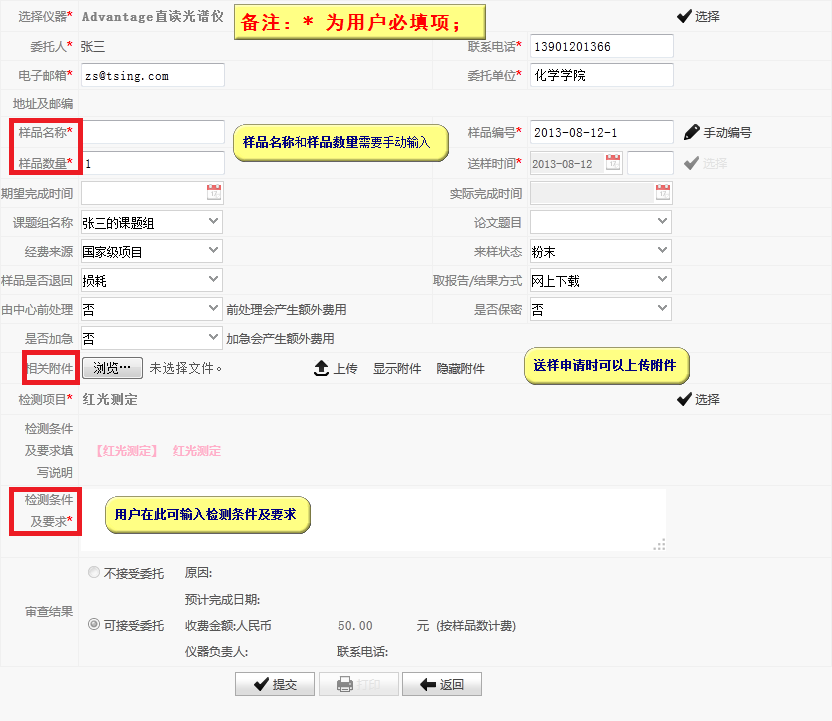 选择仪器* Advantage直读光谱仪 备注：* 为用户必填项； 选择
委托人* 张三 联系电话* 13901201366
电子邮箱* zs@tsing.com 委托单位* 化学学院
地址及邮编
样品名称* 样品名称和样品数量需要手动输入 样品编号* 2013-08-12-1 手动编号
样品数量* 1 送样时间* 2013-08-12 选择
期望完成时间 实际完成时间
课题组名称 张三的课题组 论文题目
经费来源 国家级项目 来样状态 粉末
样品是否退回 损耗 取报告/结果方式 网上下载
由中心前处理 否 前处理会产生额外费用 是否保密 否
是否加急 否 加急会产生额外费用
相关附件 浏览… 未选择文件。 上传 显示附件 隐藏附件 送样申请时可以上传附件
检测项目* 红光测定 选择
检测条件
及要求填 【红光测定】 红光测定
写说明
检测条件
及要求* 用户在此可输入检测条件及要求
不接受委托 原因:
预计完成日期:
审查结果
可接受委托 收费金额:人民币 50.00 元 (按样品数计费)
仪器负责人: 联系电话:
提交 打印 返回